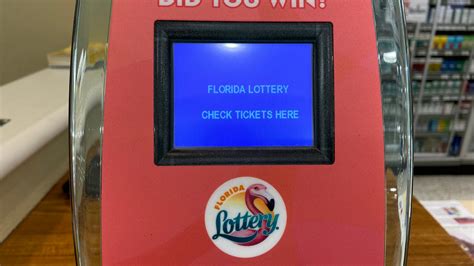 DID YOU WIN?
FLORIDA LOTTERY
CHECK TICKETS HERE
FLORIDA
Lottery